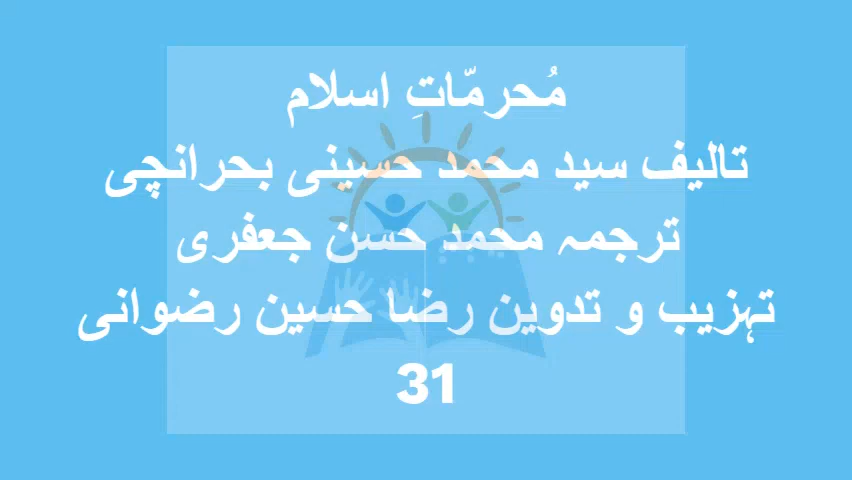 مُحرمّاتِ اسلام
تالیف سید محمد حسینی بحرانچی
ترجمہ محمد حسن جعفری
تہزیب و تدوین رضا حسین رضوانی
31